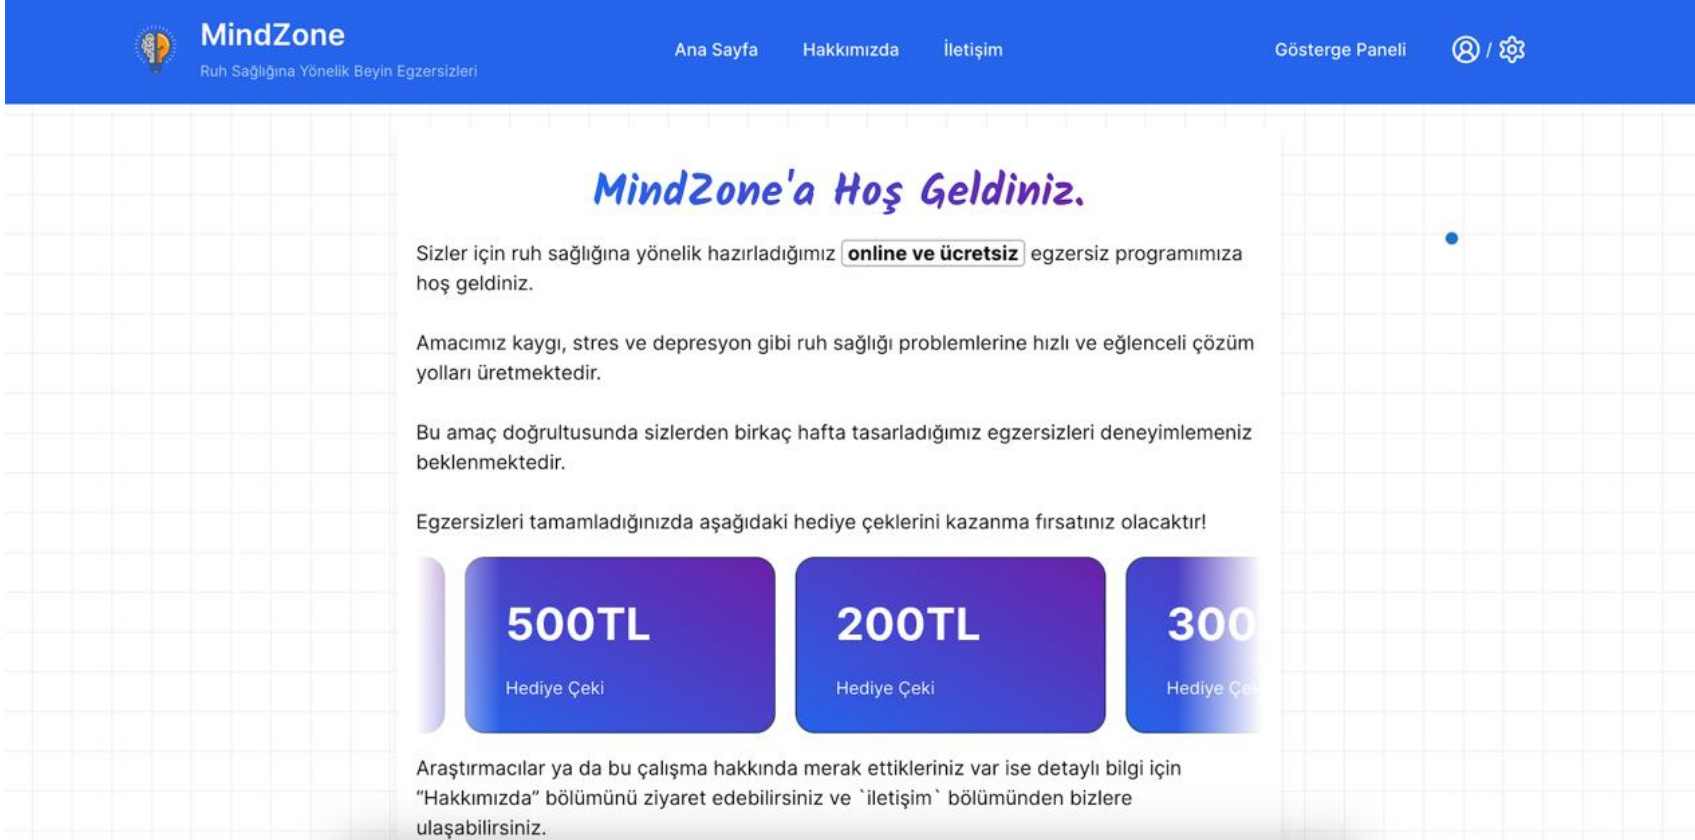 MindZone
Ruh Sağlığına Yönelik Beyin Egzersizleri
Ana Sayfa
Hakkımızda
İletişim
Gösterge Paneli
/
MindZone'a Hoş Geldiniz.
Sizler için ruh sağlığına yönelik hazırladığımız online ve ücretsiz egzersiz programımıza
hoş geldiniz.
Amacımız kaygı, stres ve depresyon gibi ruh sağlığı problemlerine hızlı ve eğlenceli çözüm
yolları üretmektedir.
Bu amaç doğrultusunda sizlerden birkaç hafta tasarladığımız egzersizleri deneyimlemeniz
beklenmektedir.
Egzersizleri tamamladığınızda aşağıdaki hediye çeklerini kazanma fırsatınız olacaktır!
500TL
Hediye Çeki
200TL
Hediye Çeki
300
Hediye Çek
Araştırmacılar ya da bu çalışma hakkında merak ettikleriniz var ise detaylı bilgi için
“Hakkımızda” bölümünü ziyaret edebilirsiniz ve `iletişim` bölümünden bizlere
ulaşabilirsiniz.